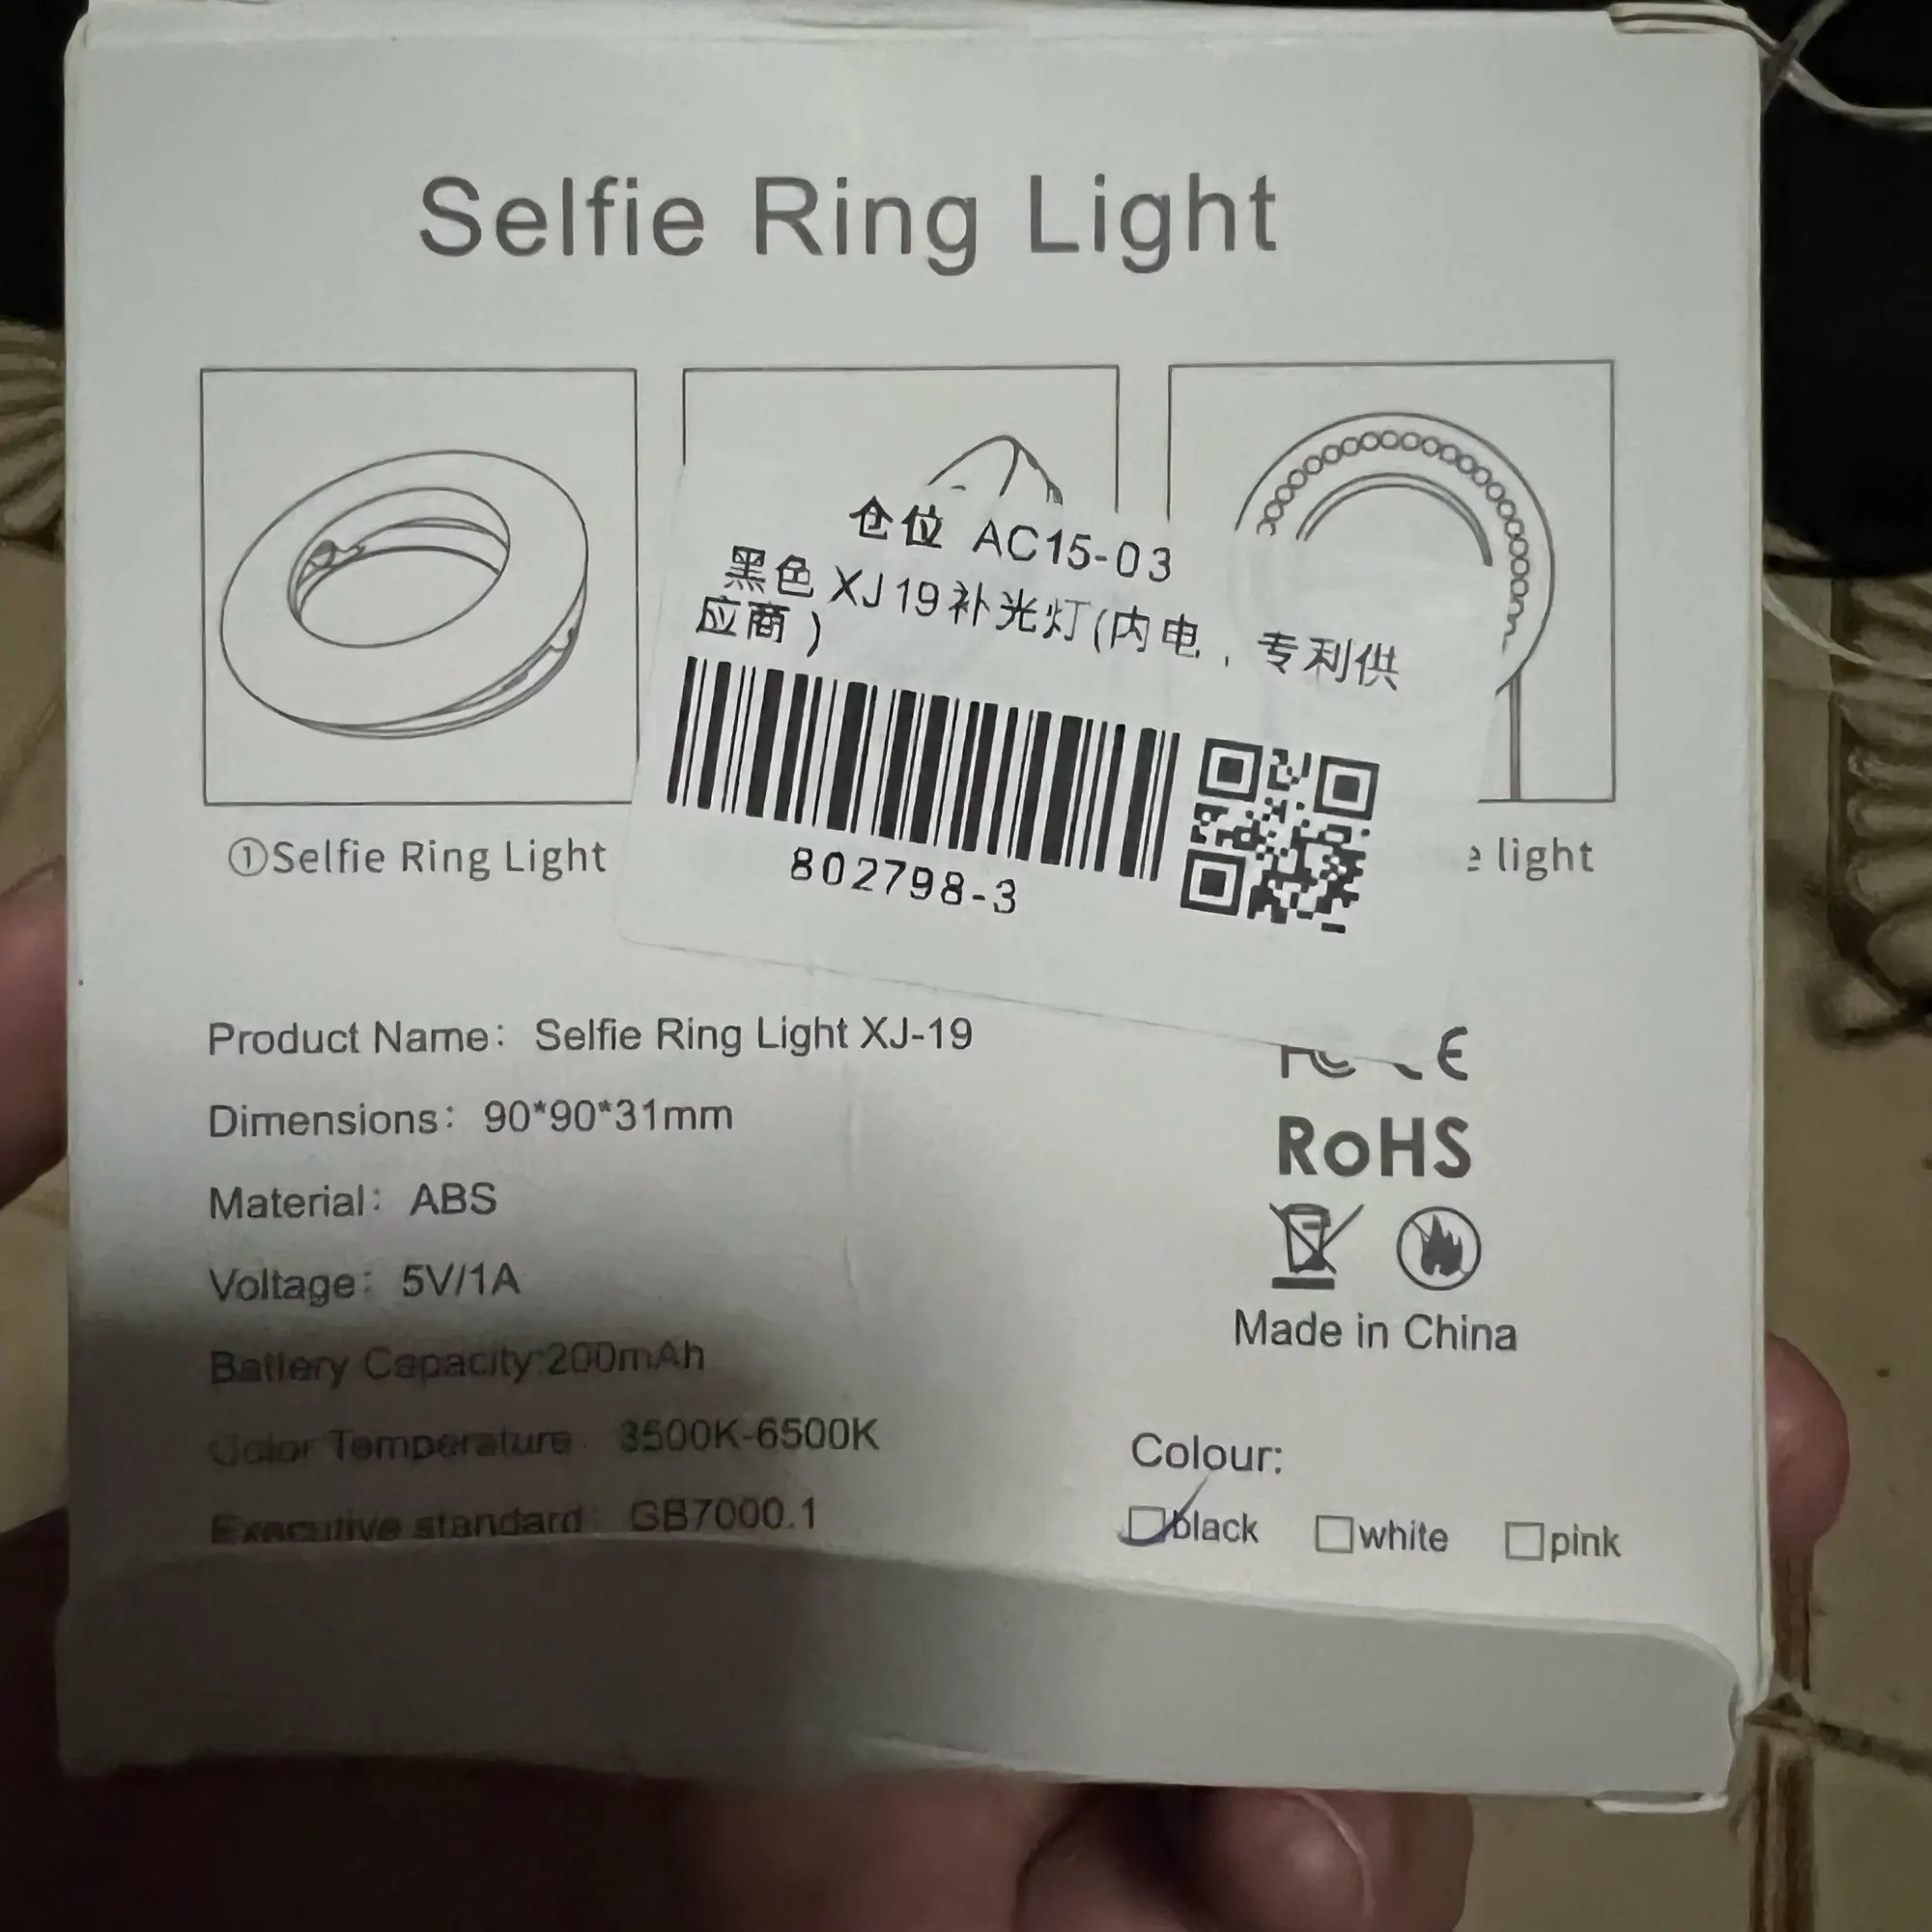 Selfie Ring Light
仓位 AC15-03
黑色XJ19补光灯(内电，专利供
应商)
802798-3
①Selfie Ring Light
light
Product Name: Selfie Ring Light XJ-19
Dimensions: 90*90*31mm
Material: ABS
Voltage: 5V/1A
Battery Capacity:200mAh
Color Temperature: 3500K-6500K
Executive standard: GB7000.1
RoHS
Made in China
Colour:
black white pink